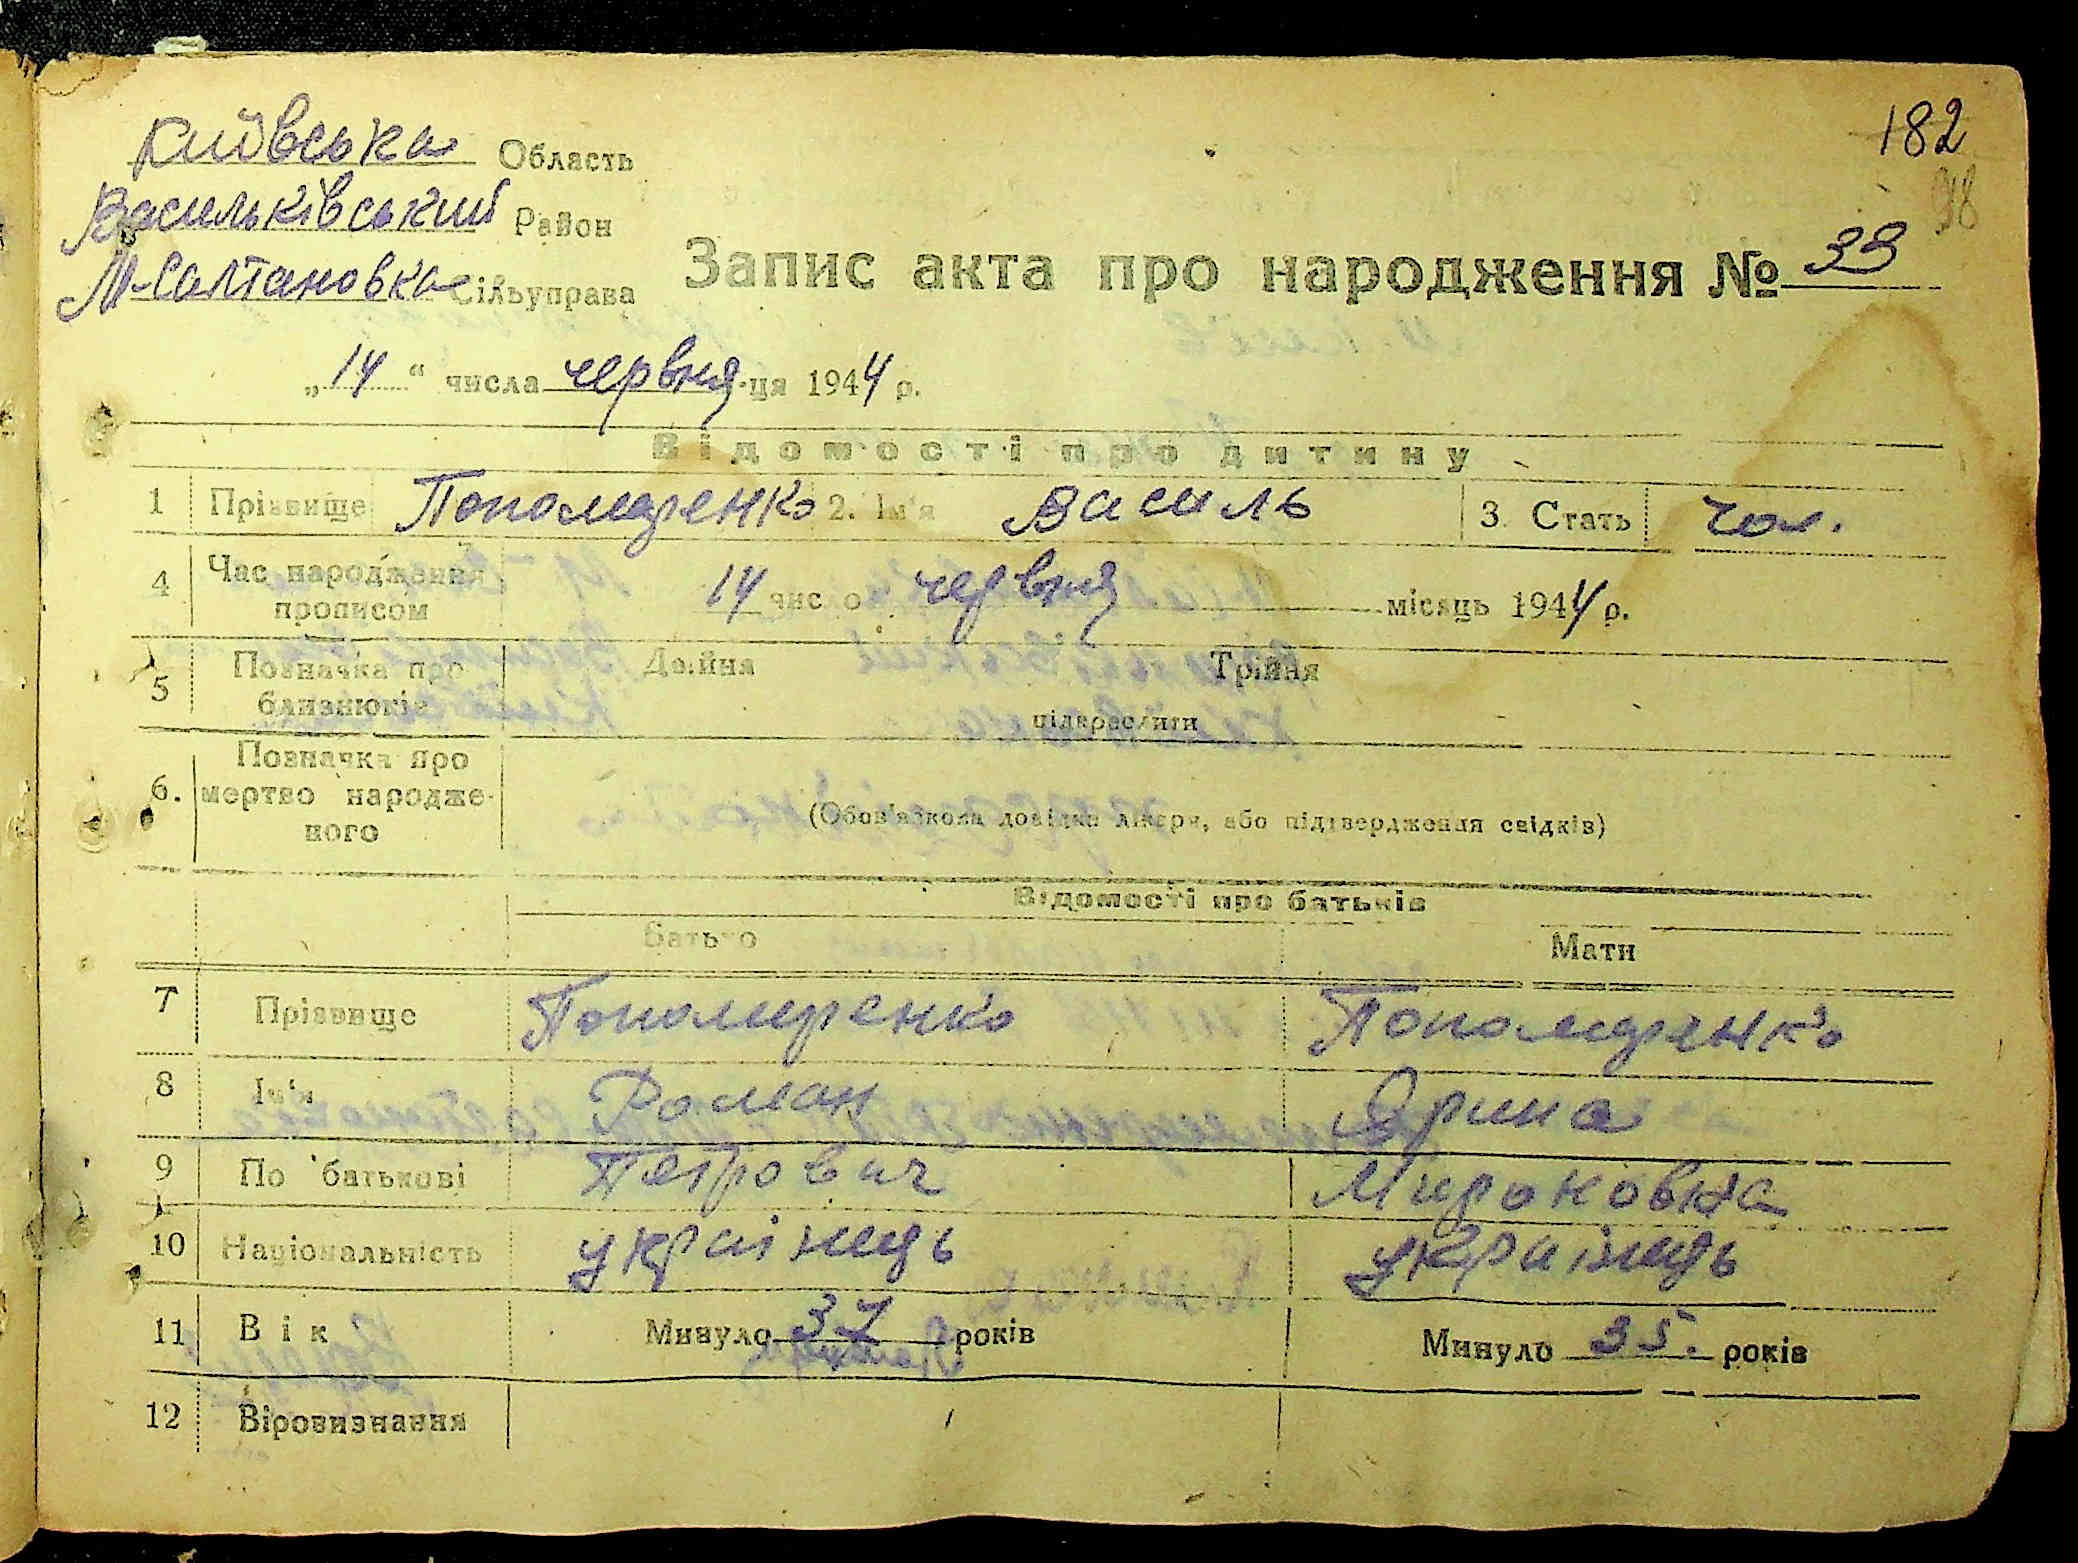 182
98
Київська Область
Васильківський Район
М-Салтановка Сільуправа
Запис акта про народження № 33
„14" числа червня-ця 1944 р.
Відомості про дитину
1 Прізвище Пономаренко 2. Ім'я Василь 3. Стать чол.
4 Час народження прописом 14 число червня місяць 1944 р.
5 Позначка про близнюків Двійня Трійня
підкреслити
6. Позначка про мертво народженого
(Обов'язкова довідка лікаря, або підтвердження свідків)
Відомості про батьків
Батько Мати
7 Прізвище Пономаренко Пономаренко
8 Ім'я Роман Ярина
9 По батькові Петрович Мироновна
10 Національність українець українець
11 Вік Минуло 37 років Минуло 35. років
12 Віровизнання